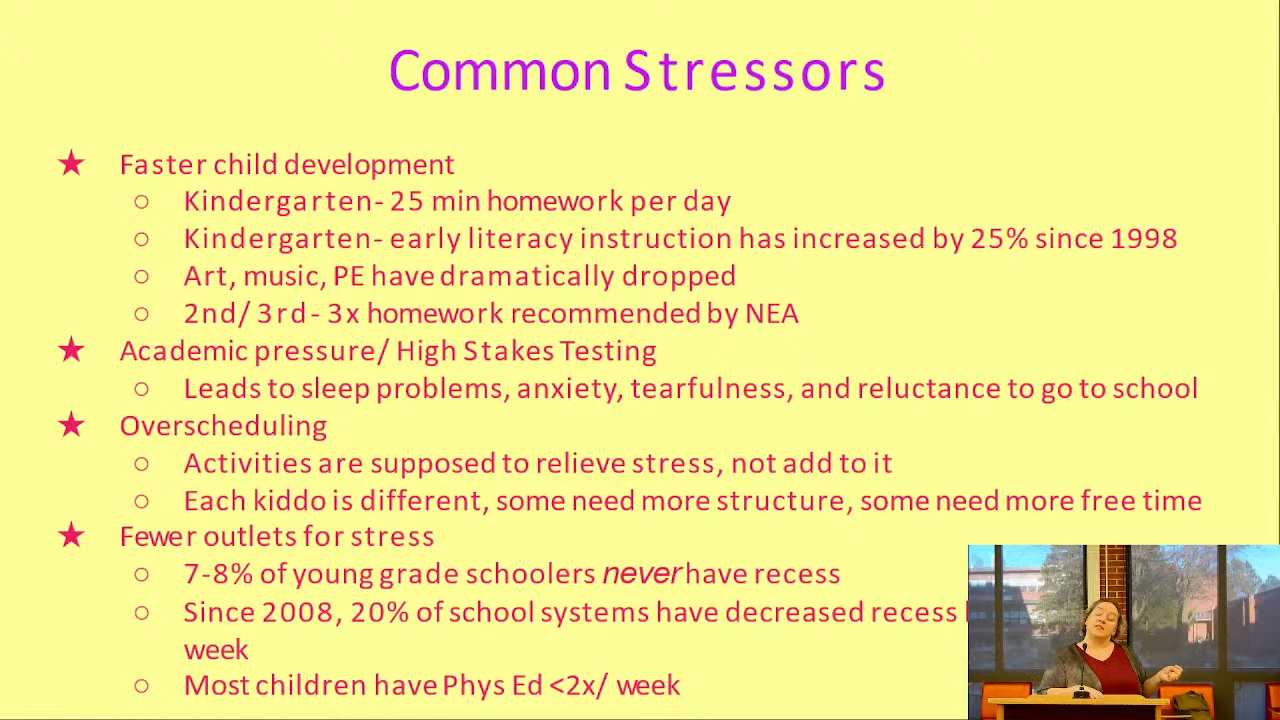 Common Stressors
★ Faster child development
○ Kindergarten- 25 min homework per day
○ Kindergarten- early literacy instruction has increased by 25% since 1998
○ Art, music, PE have dramatically dropped
○ 2nd/ 3rd- 3x homework recommended by NEA
★ Academic pressure/ High Stakes Testing
○ Leads to sleep problems, anxiety, tearfulness, and reluctance to go to school
★ Overscheduling
○ Activities are supposed to relieve stress, not add to it
○ Each kiddo is different, some need more structure, some need more free time
★ Fewer outlets for stress
○ 7-8% of young grade schoolers never have recess
○ Since 2008, 20% of school systems have decreased recess
week
○ Most children have Phys Ed <2x/ week